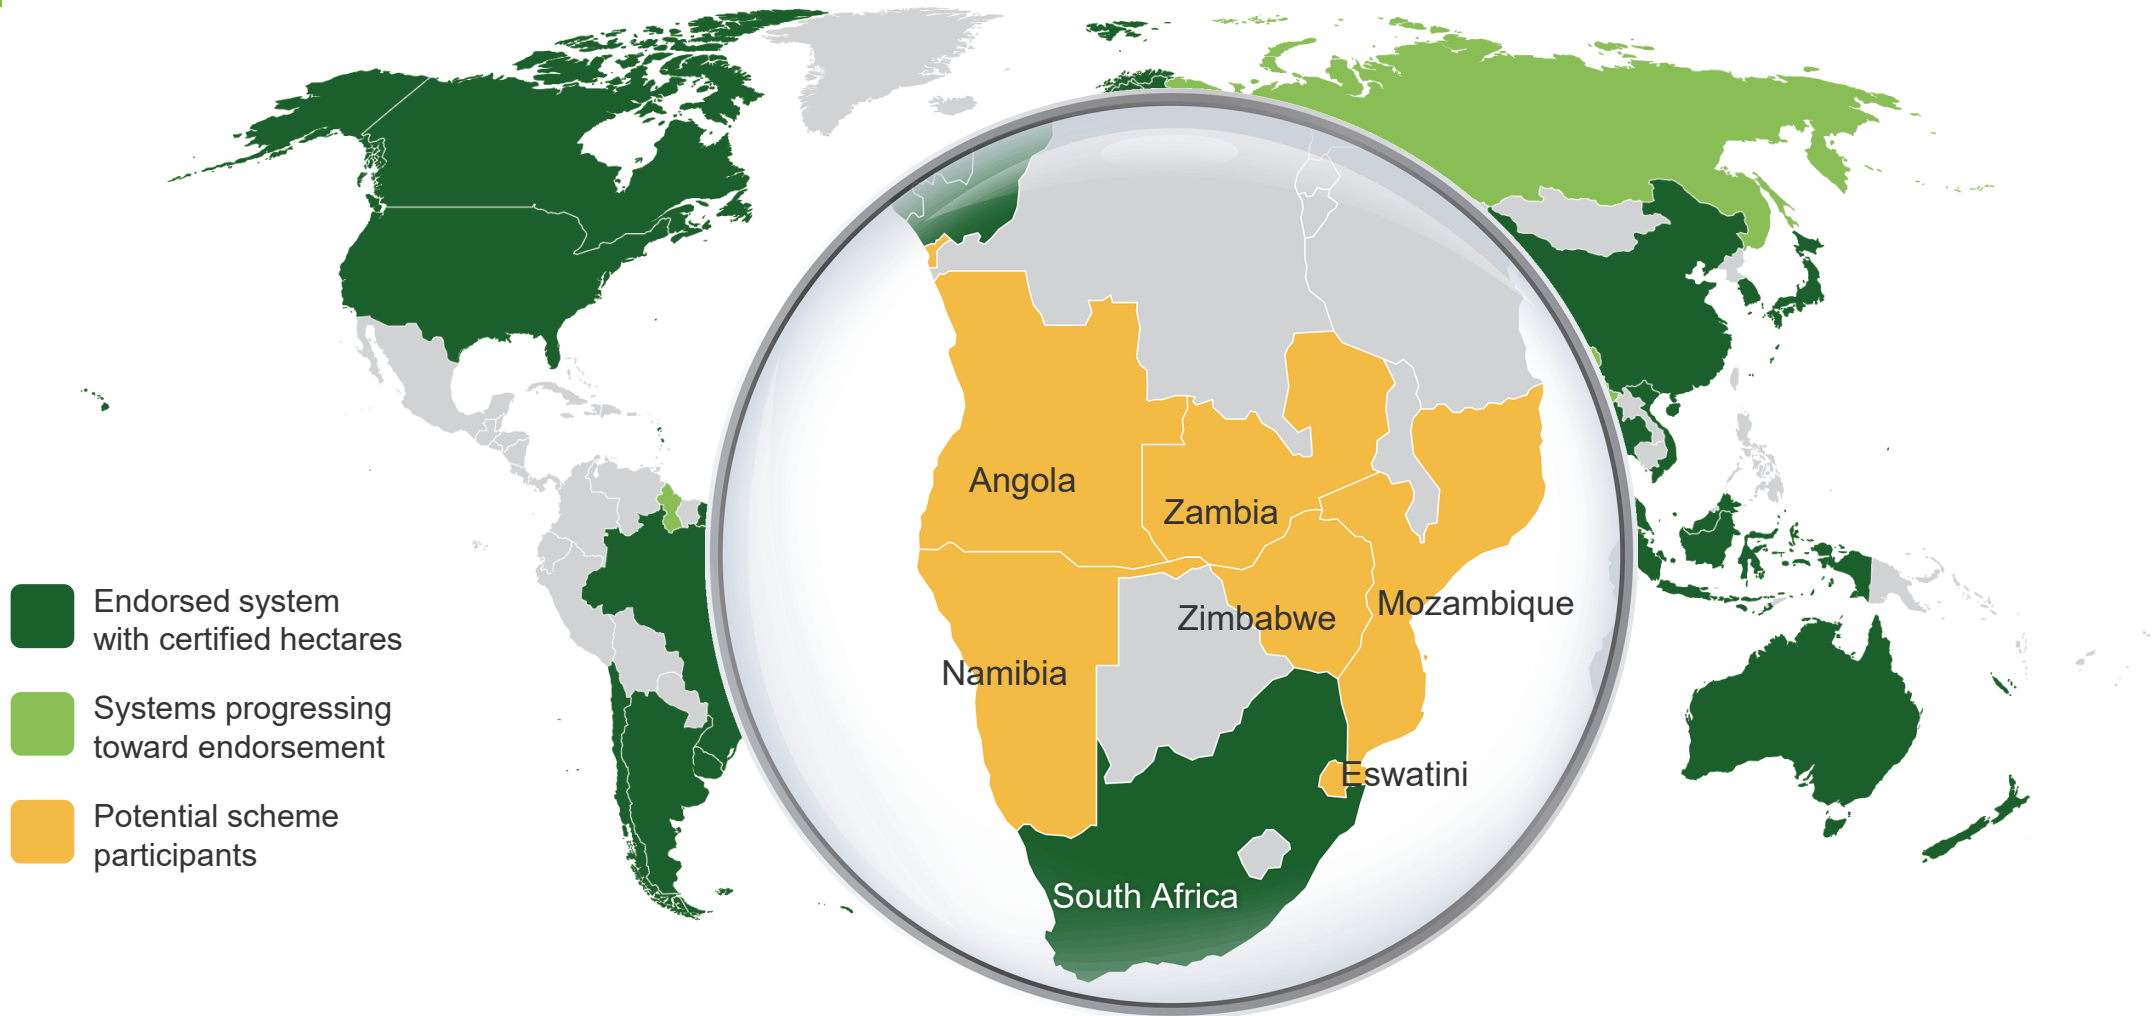 Angola
Zambia
Zimbabwe
Mozambique
Namibia
Eswatini
South Africa
Endorsed system
with certified hectares
Systems progressing
toward endorsement
Potential scheme
participants